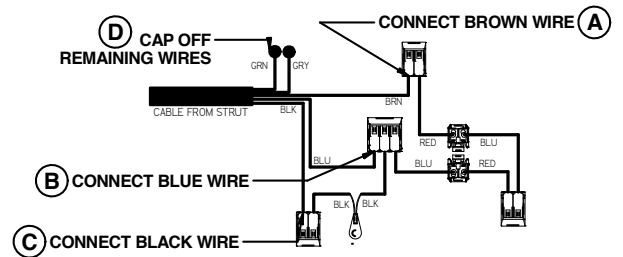 D CAP OFF
REMAINING WIRES
CONNECT BROWN WIRE A
GRN GRY
BRN
CABLE FROM STRUT
BLK
RED BLU
BLU
BLU RED
B CONNECT BLUE WIRE
BLK BLK
C
C CONNECT BLACK WIRE